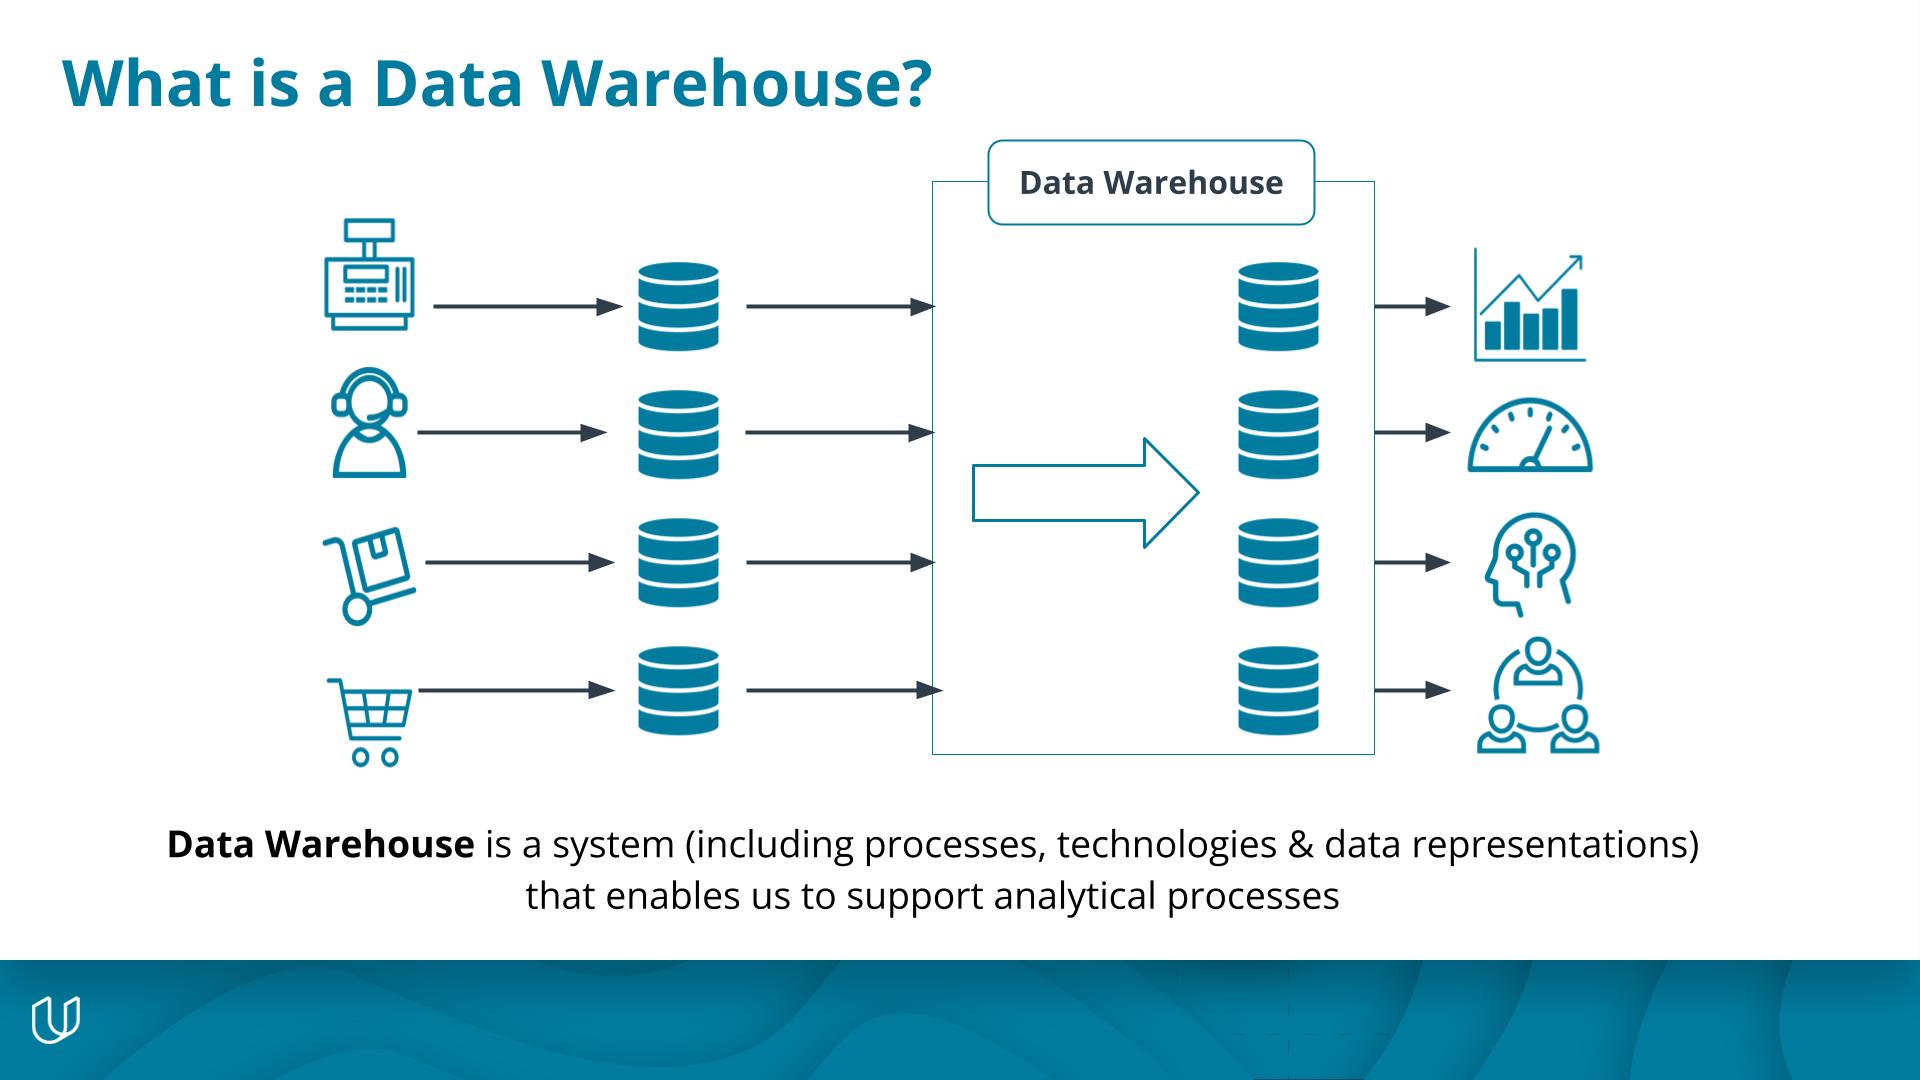 What is a Data Warehouse?
Data Warehouse
Data Warehouse is a system (including processes, technologies & data representations)
that enables us to support analytical processes